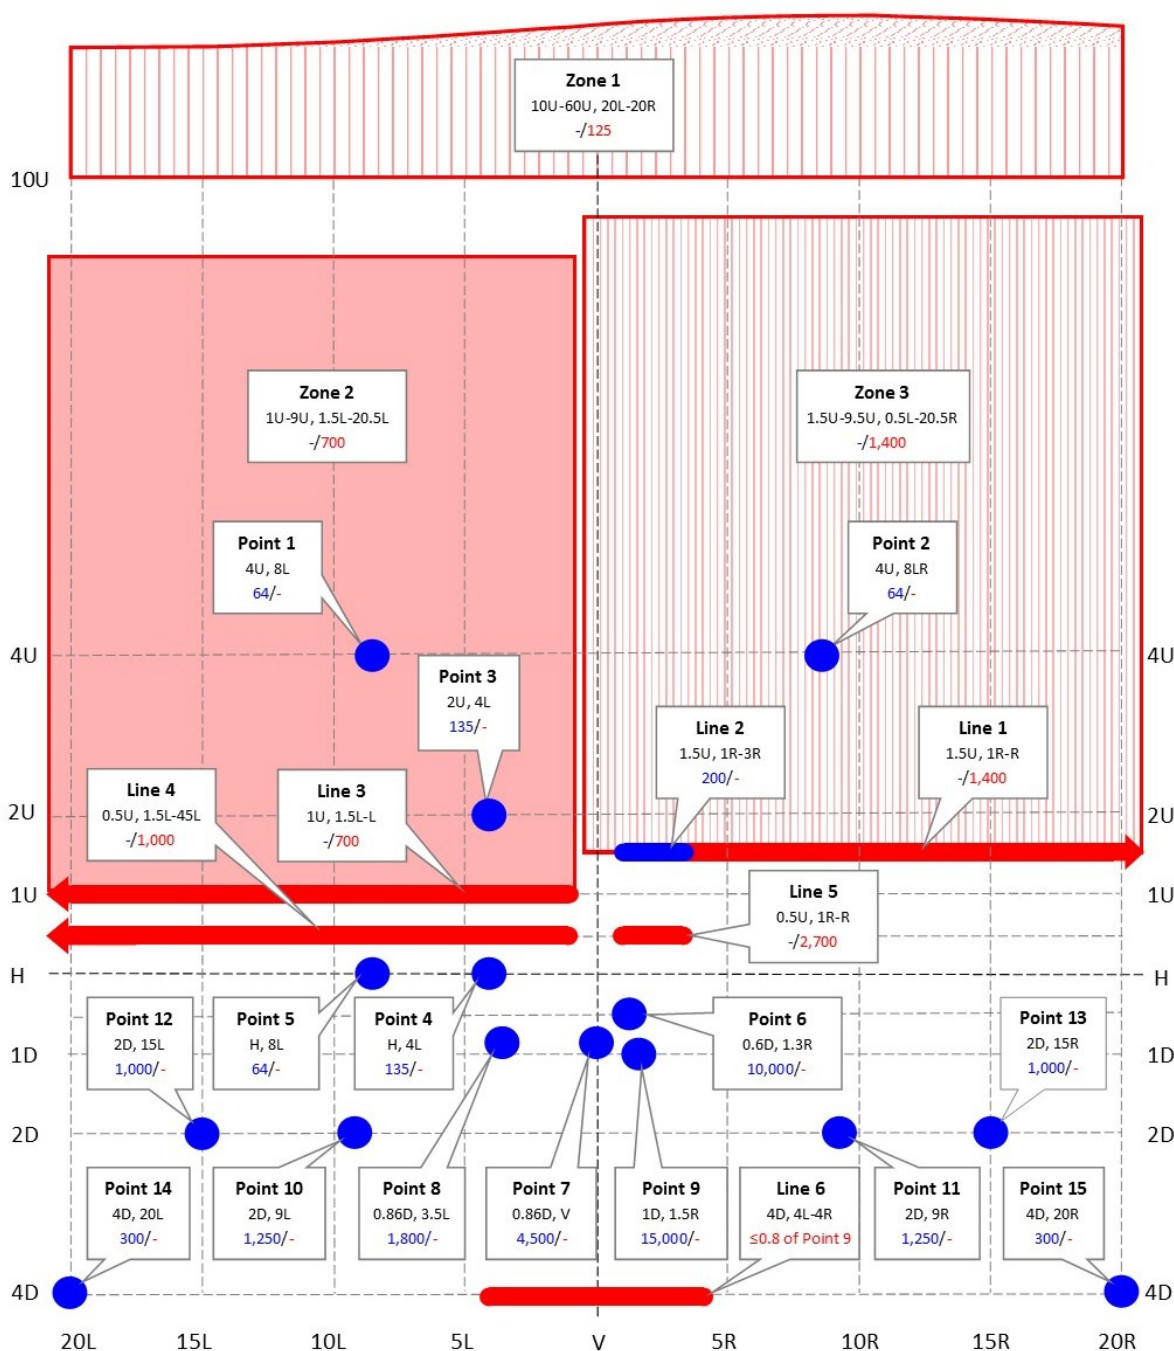 Zone 1
10U-60U, 20L-20R
-/125
10U
Zone 2
1U-9U, 1.5L-20.5L
-/700
Zone 3
1.5U-9.5U, 0.5L-20.5R
-/1,400
Point 1
4U, 8L
64/-
Point 2
4U, 8LR
64/-
4U
4U
Point 3
2U, 4L
135/-
Line 2
1.5U, 1R-3R
200/-
Line 1
1.5U, 1R-R
-/1,400
Line 4
0.5U, 1.5L-45L
-/1,000
Line 3
1U, 1.5L-L
-/700
2U
2U
1U
1U
Line 5
0.5U, 1R-R
-/2,700
H
H
Point 12
2D, 15L
1,000/-
Point 5
H, 8L
64/-
Point 4
H, 4L
135/-
Point 6
0.6D, 1.3R
10,000/-
Point 13
2D, 15R
1,000/-
1D
1D
2D
2D
Point 14
4D, 20L
300/-
Point 10
2D, 9L
1,250/-
Point 8
0.86D, 3.5L
1,800/-
Point 7
0.86D, V
4,500/-
Point 9
1D, 1.5R
15,000/-
Line 6
4D, 4L-4R
≤0.8 of Point 9
Point 11
2D, 9R
1,250/-
Point 15
4D, 20R
300/-
4D
4D
20L 15L 10L 5L V 5R 10R 15R 20R